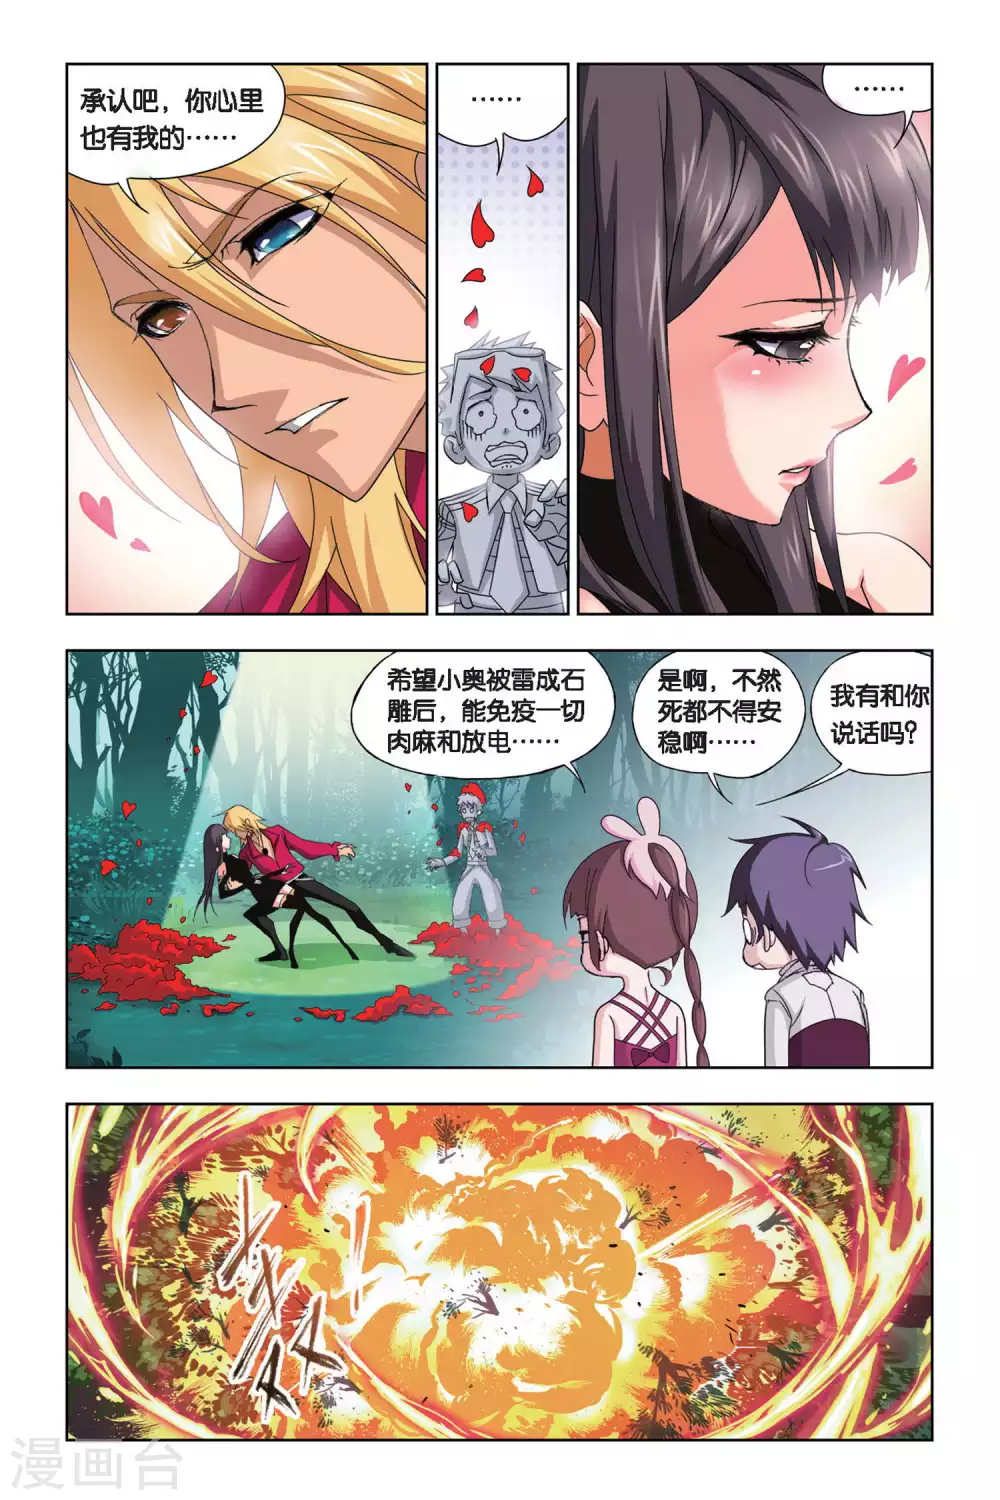 承认吧，你心里
也有我的……
……
……
希望小奥被雷成石
雕后，能免疫一切
肉麻和放电……
是啊，不然
死都不得安
稳啊……
我有和你
说话吗？
漫画台